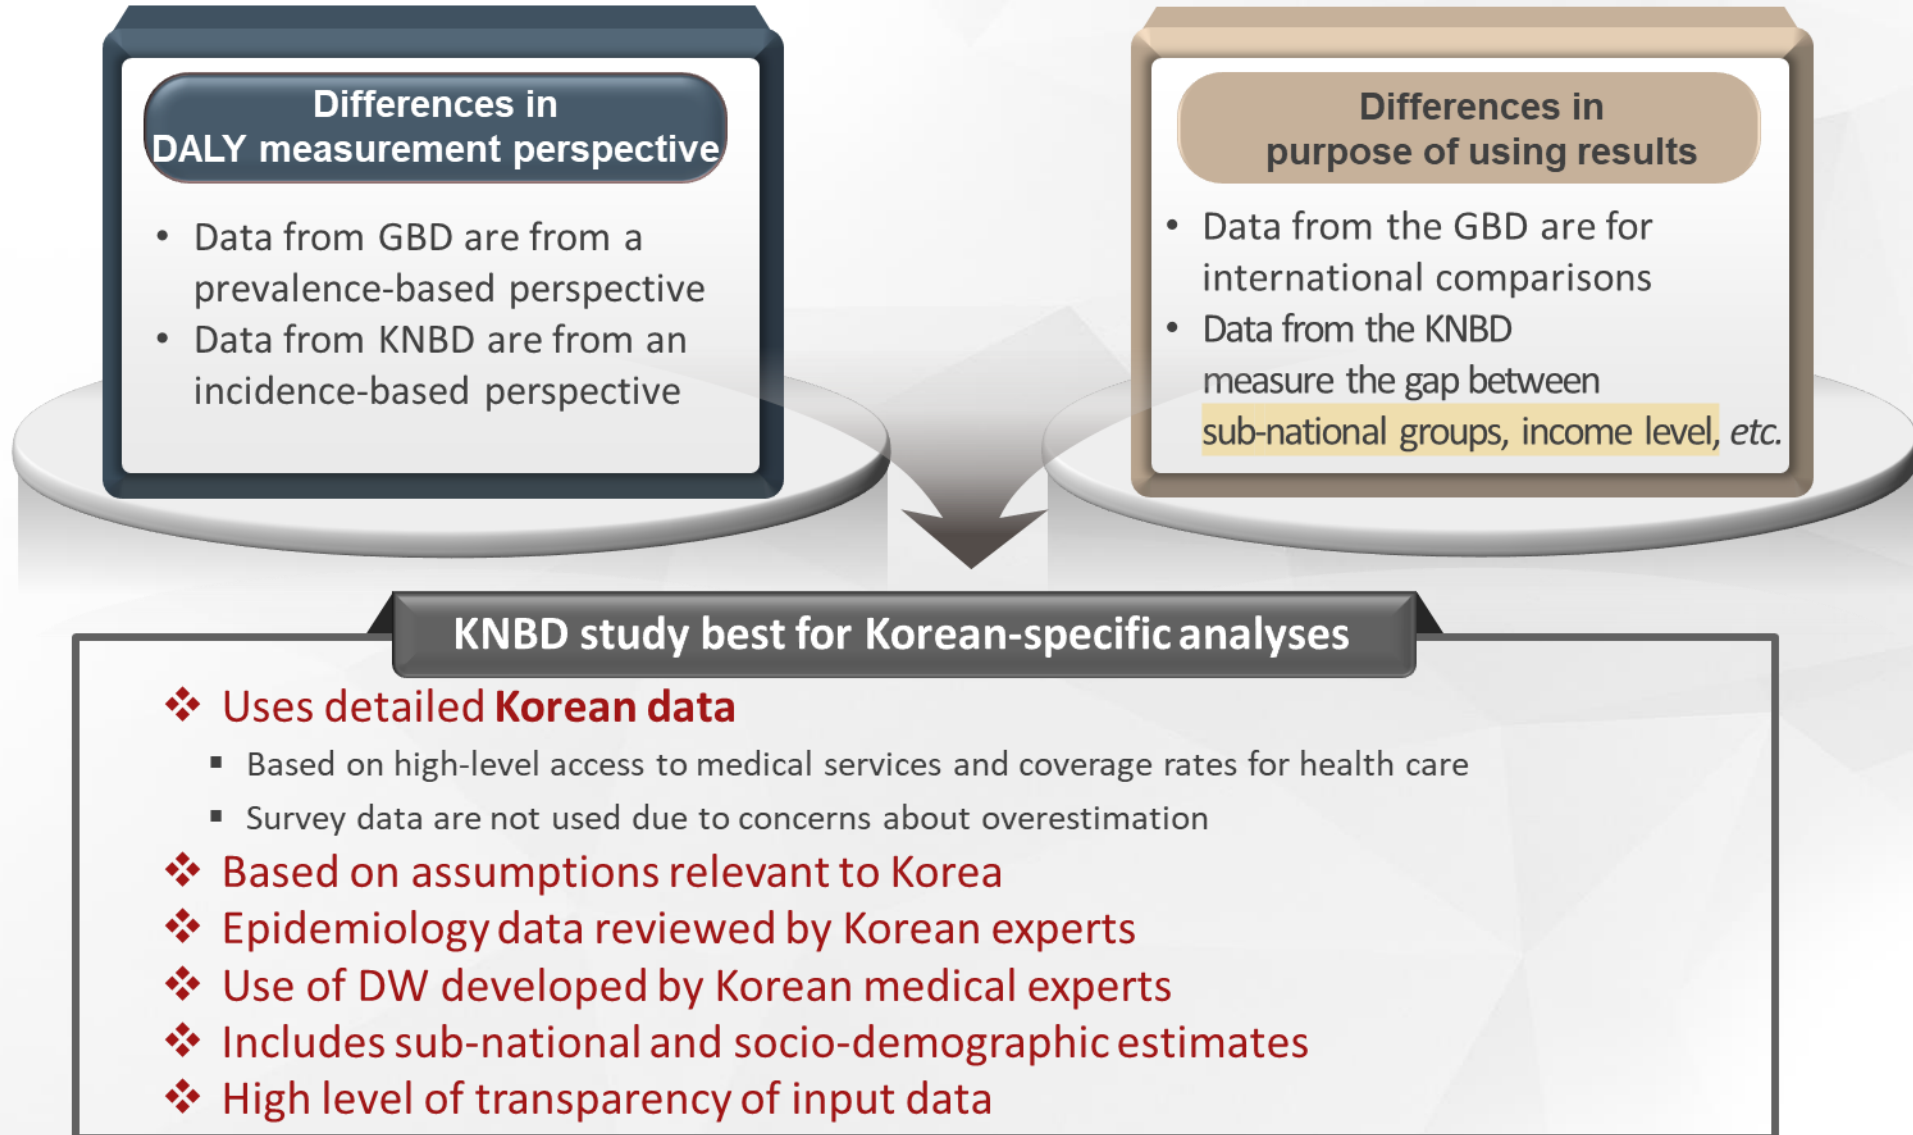 Differences in
DALY measurement perspective
• Data from GBD are from a
prevalence-based perspective
• Data from KNBD are from an
incidence-based perspective
Differences in
purpose of using results
• Data from the GBD are for
international comparisons
• Data from the KNBD
measure the gap between
sub-national groups, income level, etc.
KNBD study best for Korean-specific analyses
❖ Uses detailed Korean data
▪ Based on high-level access to medical services and coverage rates for health care
▪ Survey data are not used due to concerns about overestimation
❖ Based on assumptions relevant to Korea
❖ Epidemiology data reviewed by Korean experts
❖ Use of DW developed by Korean medical experts
❖ Includes sub-national and socio-demographic estimates
❖ High level of transparency of input data